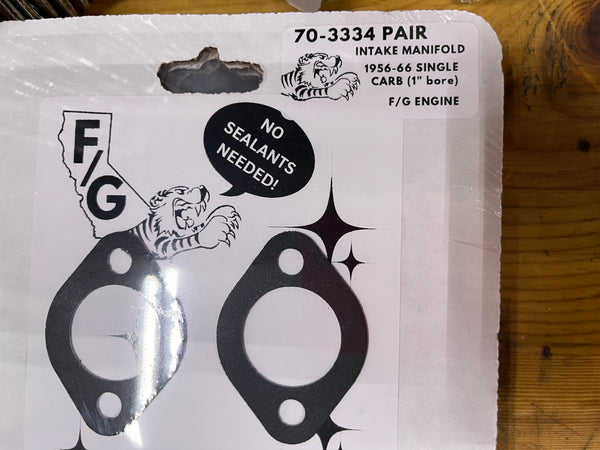 70-3334 PAIR
INTAKE MANIFOLD
1956-66 SINGLE
CARB (1" bore)
F/G ENGINE
NO
SEALANTS
NEEDED!
F/G